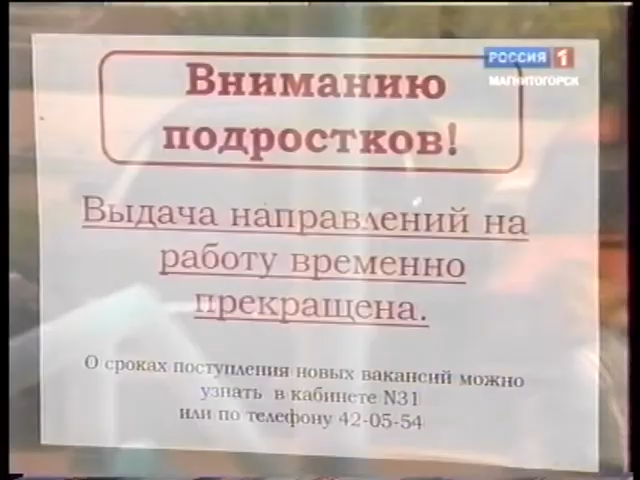 РОССИЯ 1
МАГНИТОГОРСК
Вниманию
подростков!
Выдача направлений на
работу временно
прекращена.
О сроках поступления новых вакансий можно
узнать в кабинете N31
или по телефону 42-05-54